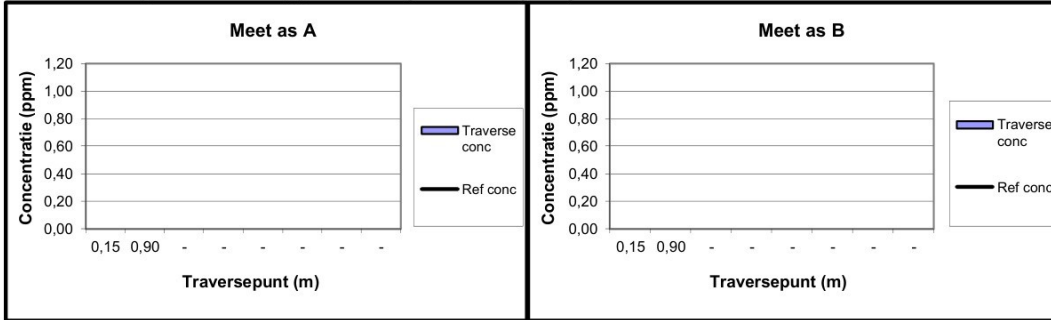 Meet as A
Concentratie (ppm)
1,20
1,00
0,80
0,60
0,40
0,20
0,00
0,15 0,90 - - - - - -
Traversepunt (m)
Traverse
conc
Ref conc
Meet as B
Concentratie (ppm)
1,20
1,00
0,80
0,60
0,40
0,20
0,00
0,15 0,90 - - - - - -
Traversepunt (m)
Traverse
conc
Ref conc